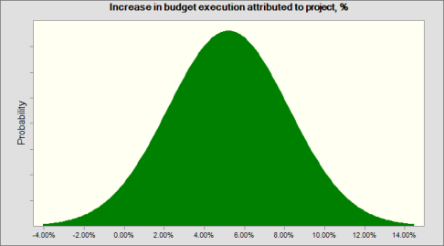 Increase in budget execution attributed to project, %
Probability
-4.00% -2.00% 0.00% 2.00% 4.00% 6.00% 8.00% 10.00% 12.00% 14.00%